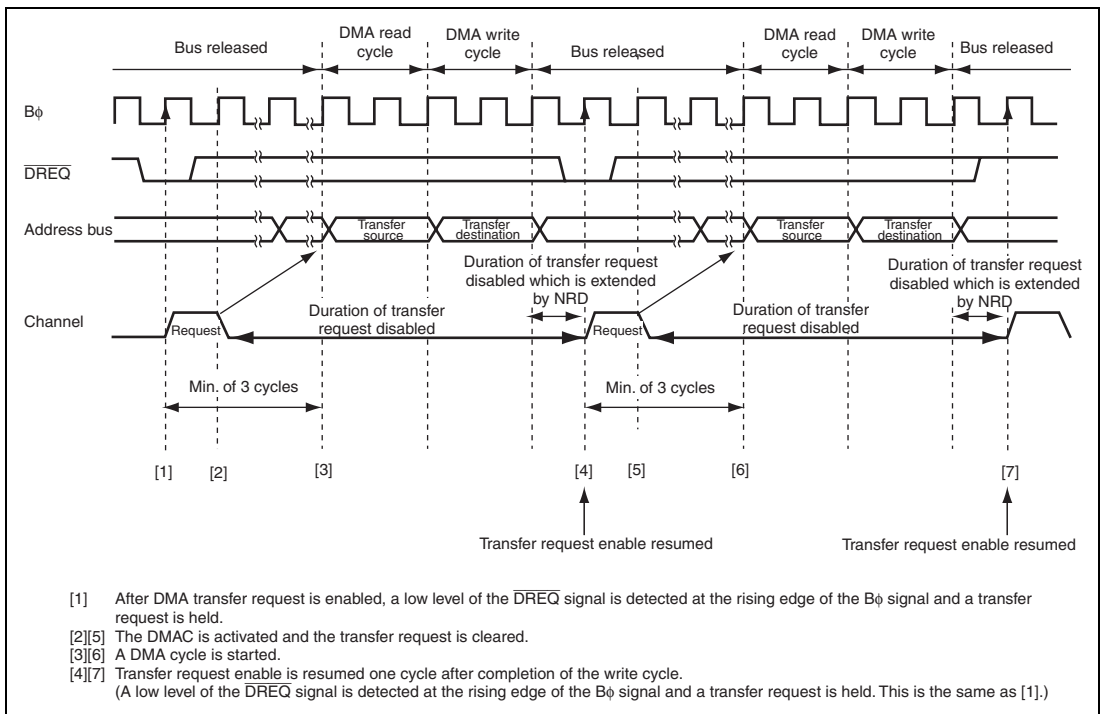 Bus released
DMA read cycle
DMA write cycle
Bus released
DMA read cycle
DMA write cycle
Bus released
Bφ
DREQ
Address bus
Transfer source
Transfer destination
Transfer source
Transfer destination
Duration of transfer request disabled which is extended by NRD
Duration of transfer request disabled which is extended by NRD
Channel
Request
Duration of transfer request disabled
Request
Duration of transfer request disabled
Min. of 3 cycles
Min. of 3 cycles
[1]
[2]
[3]
[4]
[5]
[6]
[7]
Transfer request enable resumed
Transfer request enable resumed
[1] After DMA transfer request is enabled, a low level of the DREQ signal is detected at the rising edge of the Bφ signal and a transfer
request is held.
[2][5] The DMAC is activated and the transfer request is cleared.
[3][6] A DMA cycle is started.
[4][7] Transfer request enable is resumed one cycle after completion of the write cycle.
(A low level of the DREQ signal is detected at the rising edge of the Bφ signal and a transfer request is held. This is the same as [1].)